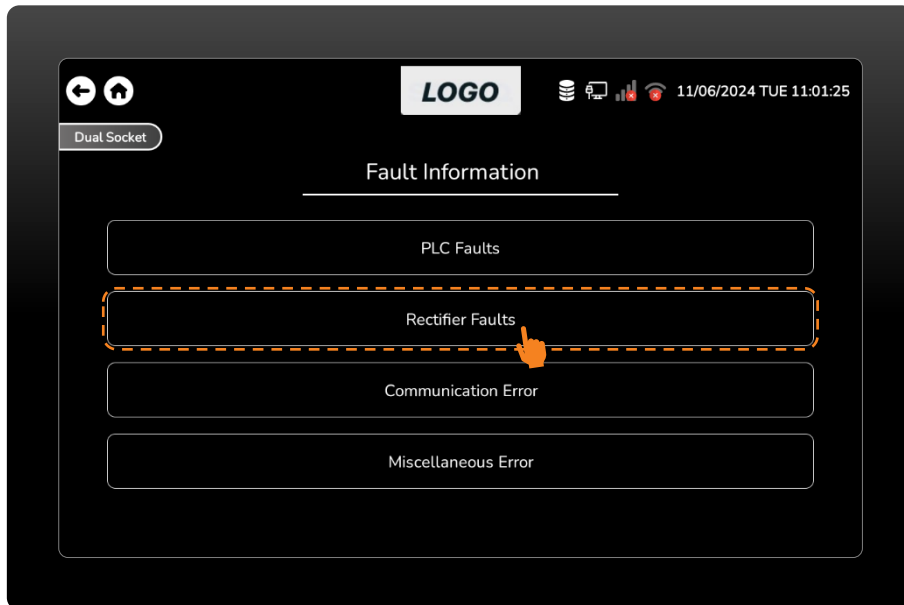 LOGO
11/06/2024 TUE 11:01:25
Dual Socket
Fault Information
PLC Faults
Rectifier Faults
Communication Error
Miscellaneous Error